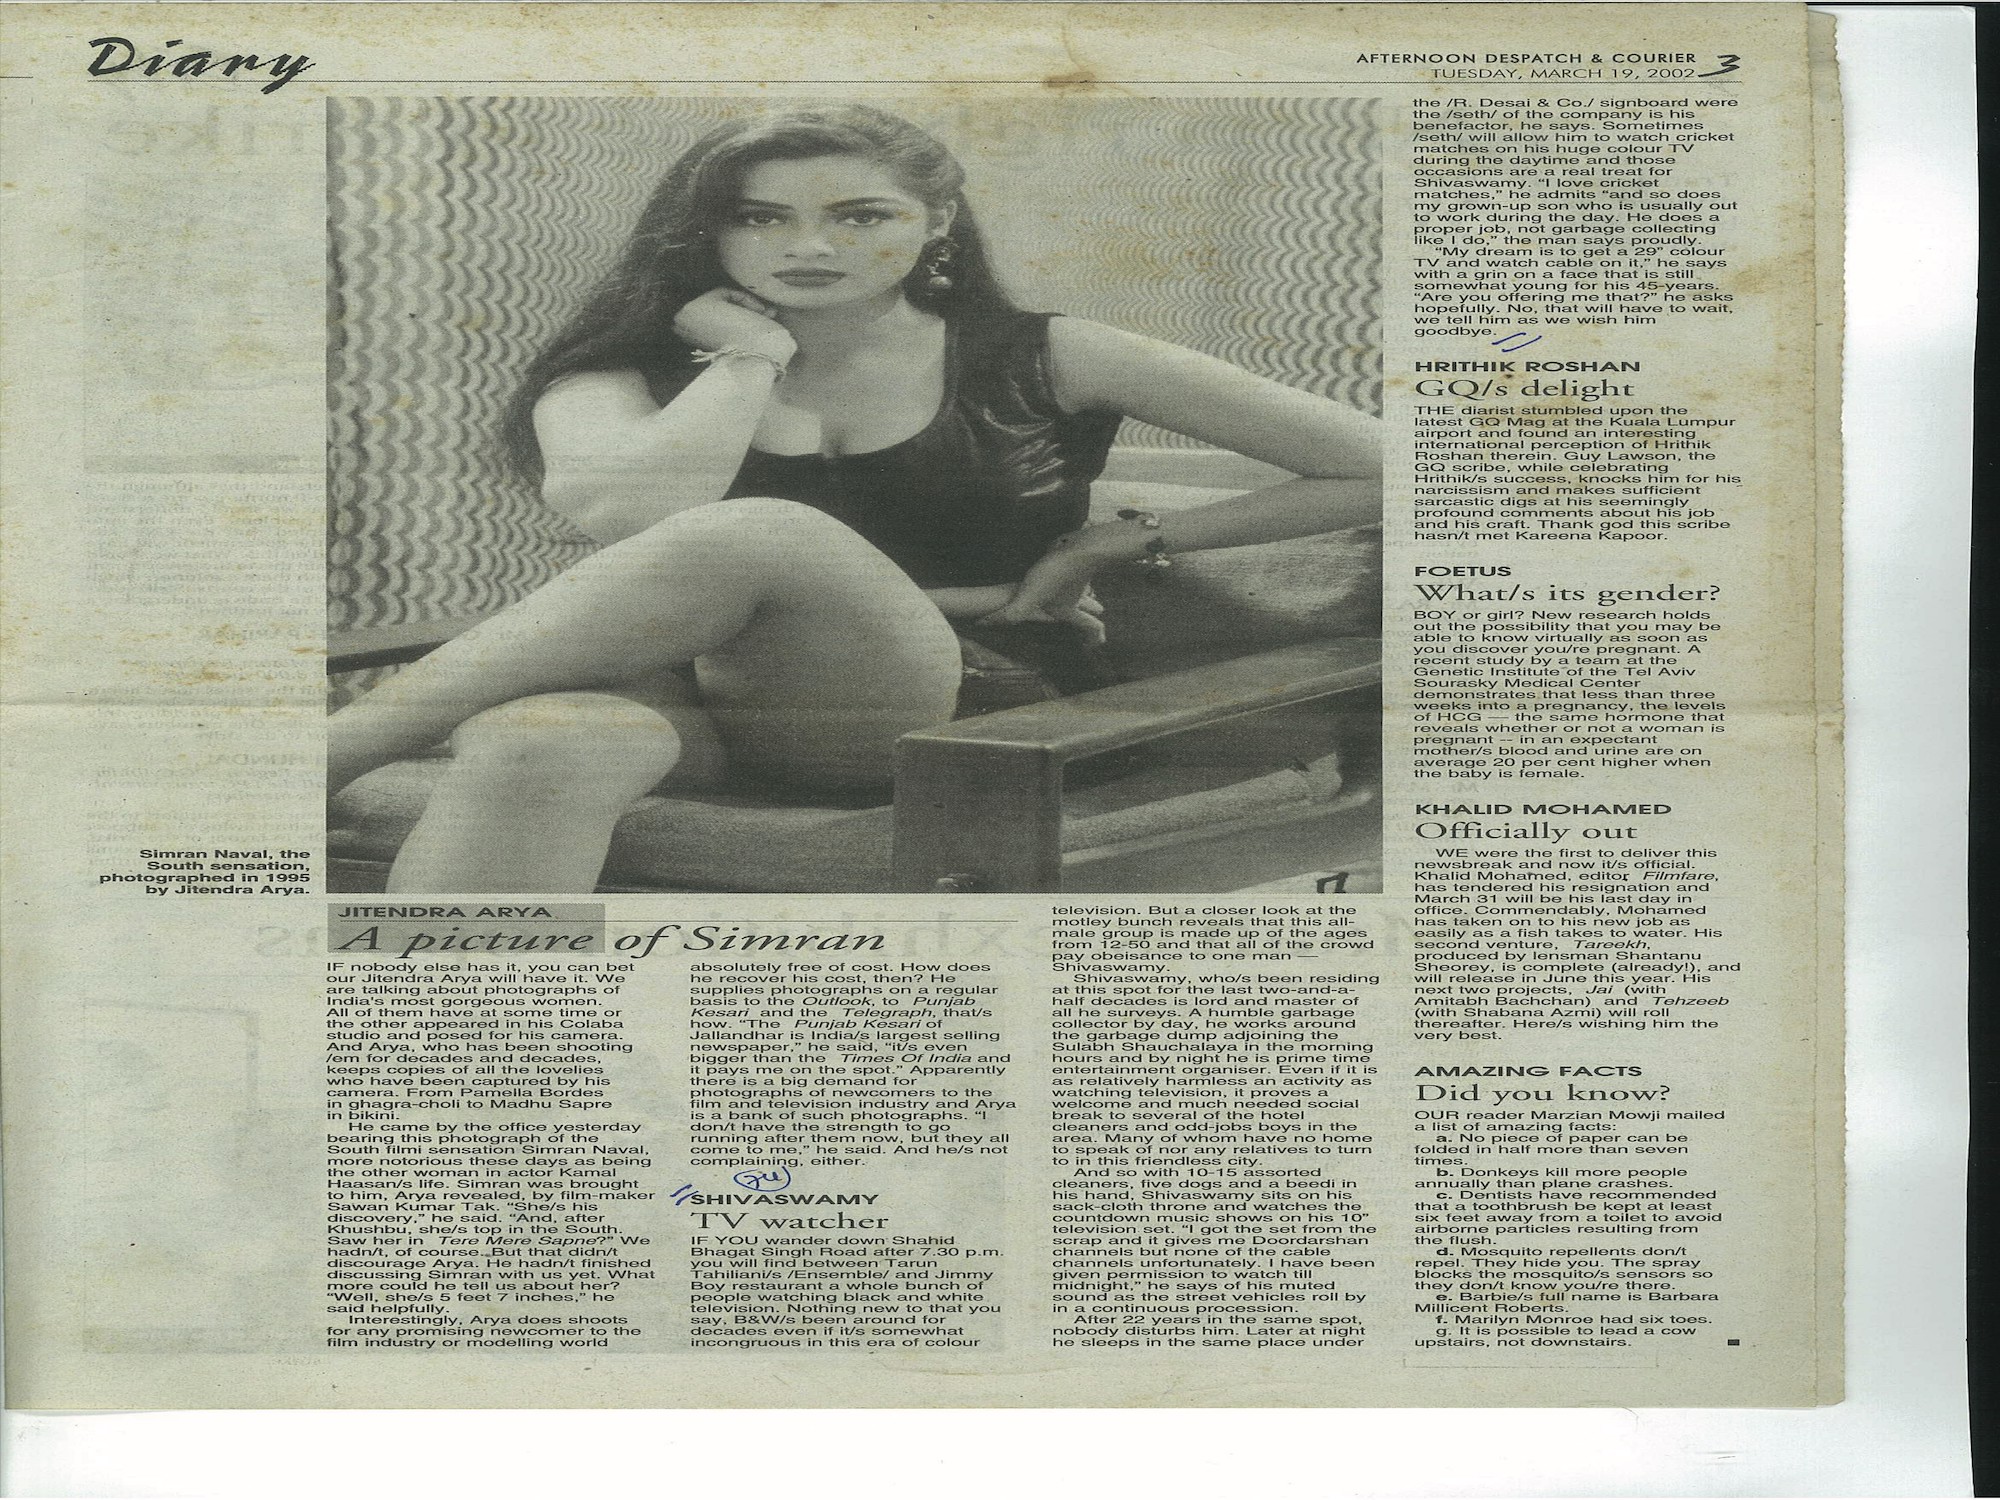 Diary
AFTERNOON DESPATCH & COURIER
TUESDAY, MARCH 19, 2002
3
Simran Naval, the
South sensation,
photographed in 1995
by Jitendra Arya.
JITENDRA ARYA
A picture of Simran
IF nobody else has it, you can bet
our Jitendra Arya will have it. We
are talking about photographs of
India's most gorgeous women.
All of them have at some time or
the other appeared in his Colaba
studio and posed for his camera.
And Arya, who has been shooting
/em for decades and decades,
keeps copies of all the lovelies
who have been captured by his
camera. From Pamella Bordes
in ghagra-choli to Madhu Sapre
in bikini.
He came by the office yesterday
bearing this photograph of the
South filmi sensation Simran Naval,
more notorious these days as being
the other woman in actor Kamal
Haasan/s life. Simran was brought
to him, Arya revealed, by film-maker
Sawan Kumar Tak. "She/s his
discovery," he said. "And, after
Khushbu, she/s top in the South.
Saw her in Tere Mere Sapne?" We
hadn/t, of course. But that didn/t
discourage Arya. He hadn/t finished
discussing Simran with us yet. What
more could he tell us about her?
"Well, she/s 5 feet 7 inches," he
said helpfully.
Interestingly, Arya does shoots
for any promising newcomer to the
film industry or modelling world
absolutely free of cost. How does
he recover his cost, then? He
supplies photographs on a regular
basis to the Outlook, to Punjab
Kesari and the Telegraph, that/s
how. "The Punjab Kesari of
Jallandhar is India/s largest selling
newspaper," he said, "it/s even
bigger than the Times Of India and
it pays me on the spot." Apparently
there is a big demand for
photographs of newcomers to the
film and television industry and Arya
is a bank of such photographs. "I
don/t have the strength to go
running after them now, but they all
come to me," he said. And he/s not
complaining, either.
SHIVASWAMY
TV watcher
IF YOU wander down Shahid
Bhagat Singh Road after 7.30 p.m.
you will find between Tarun
Tahiliani/s /Ensemble/ and Jimmy
Boy restaurant a whole bunch of
people watching black and white
television. Nothing new to that you
say, B&W/s been around for
decades even if it/s somewhat
incongruous in this era of colour
television. But a closer look at the
motley bunch reveals that this all-
male group is made up of the ages
from 12-50 and that all of the crowd
pay obeisance to one man —
Shivaswamy.
Shivaswamy, who/s been residing
at this spot for the last two-and-a-
half decades is lord and master of
all he surveys. A humble garbage
collector by day, he works around
the garbage dump adjoining the
Sulabh Shauchalaya in the morning
hours and by night he is prime time
entertainment organiser. Even if it is
as relatively harmless an activity as
watching television, it proves a
welcome and much needed social
break to several of the hotel
cleaners and odd-jobs boys in the
area. Many of whom have no home
to speak of nor any relatives to turn
to in this friendless city.
And so with 10-15 assorted
cleaners, five dogs and a beedi in
his hand, Shivaswamy sits on his
sack-cloth throne and watches the
countdown music shows on his 10"
television set. "I got the set from the
scrap and it gives me Doordarshan
channels but none of the cable
channels unfortunately. I have been
given permission to watch till
midnight," he says of his muted
sound as the street vehicles roll by
in a continuous procession.
After 22 years in the same spot,
nobody disturbs him. Later at night
he sleeps in the same place under
the /R. Desai & Co./ signboard were
the /seth/ of the company is his
benefactor, he says. Sometimes
/seth/ will allow him to watch cricket
matches on his huge colour TV
during the daytime and those
occasions are a real treat for
Shivaswamy. "I love cricket
matches," he admits "and so does
my grown-up son who is usually out
to work during the day. He does a
proper job, not garbage collecting
like I do," the man says proudly.
"My dream is to get a 29" colour
TV and watch cable on it," he says
with a grin on a face that is still
somewhat young for his 45-years.
"Are you offering me that?" he asks
hopefully. No, that will have to wait,
we tell him as we wish him
goodbye.
HRITHIK ROSHAN
GQ/s delight
THE diarist stumbled upon the
latest GQ Mag at the Kuala Lumpur
airport and found an interesting
international perception of Hrithik
Roshan therein. Guy Lawson, the
GQ scribe, while celebrating
Hrithik/s success, knocks him for his
narcissism and makes sufficient
sarcastic digs at his seemingly
profound comments about his job
and his craft. Thank god this scribe
hasn/t met Kareena Kapoor.
FOETUS
What/s its gender?
BOY or girl? New research holds
out the possibility that you may be
able to know virtually as soon as
you discover you/re pregnant. A
recent study by a team at the
Genetic Institute of the Tel Aviv
Sourasky Medical Center
demonstrates that less than three
weeks into a pregnancy, the levels
of HCG — the same hormone that
reveals whether or not a woman is
pregnant -- in an expectant
mother/s blood and urine are on
average 20 per cent higher when
the baby is female.
KHALID MOHAMED
Officially out
WE were the first to deliver this
newsbreak and now it/s official.
Khalid Mohamed, editor Filmfare,
has tendered his resignation and
March 31 will be his last day in
office. Commendably, Mohamed
has taken on to his new job as
easily as a fish takes to water. His
second venture, Tareekh,
produced by lensman Shantanu
Sheorey, is complete (already!), and
will release in June this year. His
next two projects, Jai (with
Amitabh Bachchan) and Tehzeeb
(with Shabana Azmi) will roll
thereafter. Here/s wishing him the
very best.
AMAZING FACTS
Did you know?
OUR reader Marzian Mowji mailed
a list of amazing facts:
a. No piece of paper can be
folded in half more than seven
times.
b. Donkeys kill more people
annually than plane crashes.
c. Dentists have recommended
that a toothbrush be kept at least
six feet away from a toilet to avoid
airborne particles resulting from
the flush.
d. Mosquito repellents don/t
repel. They hide you. The spray
blocks the mosquito/s sensors so
they don/t know you/re there.
e. Barbie/s full name is Barbara
Millicent Roberts.
f. Marilyn Monroe had six toes.
g. It is possible to lead a cow
upstairs, not downstairs.